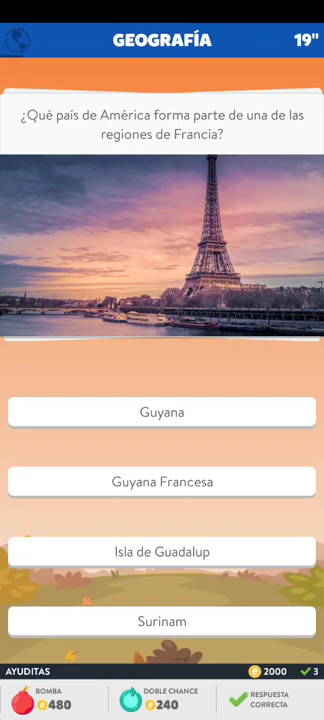 GEOGRAFÍA
19"
¿Qué país de Amèrica forma parte de una de las
regiones de Francia?
Guyana
Guyana Francesa
Isla de Guadalup
Surinam
AYUDITAS
2000
3
BOMBA
480
DOBLE CHANCE
240
RESPUESTA
CORRECTA